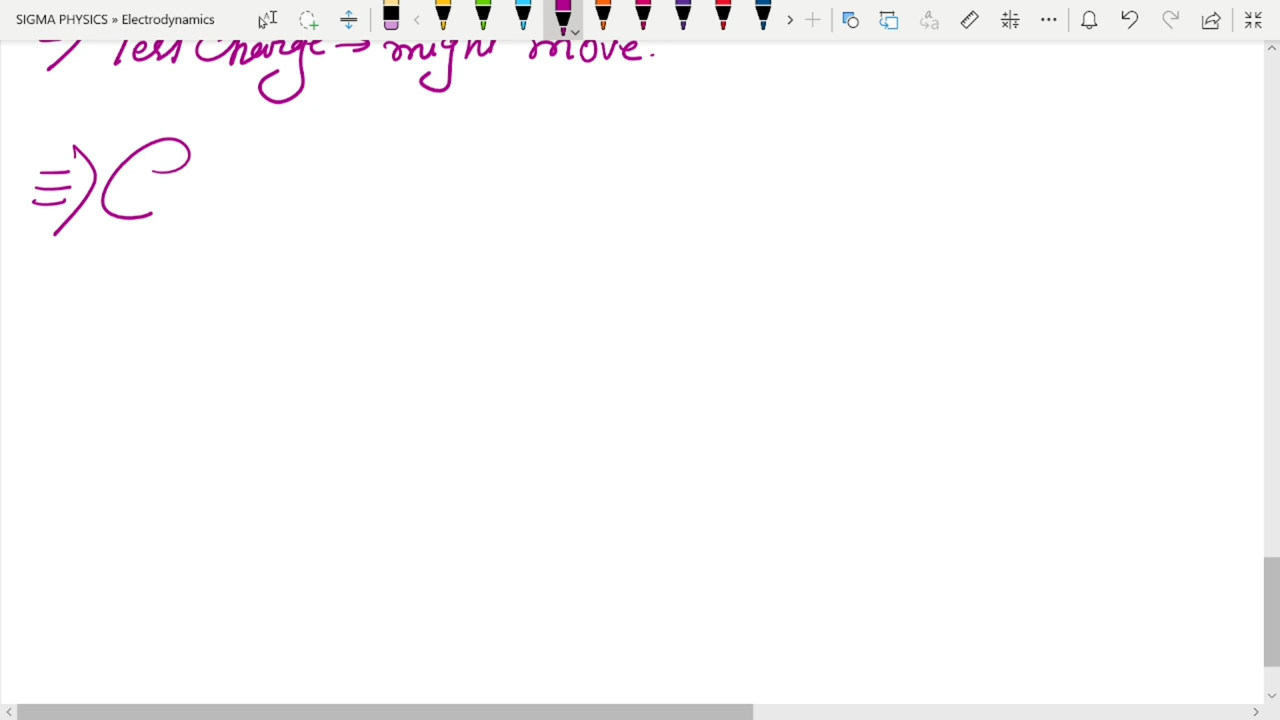 SIGMA PHYSICS » Electrodynamics
⇒ Test Charge → might move.
⇒ C